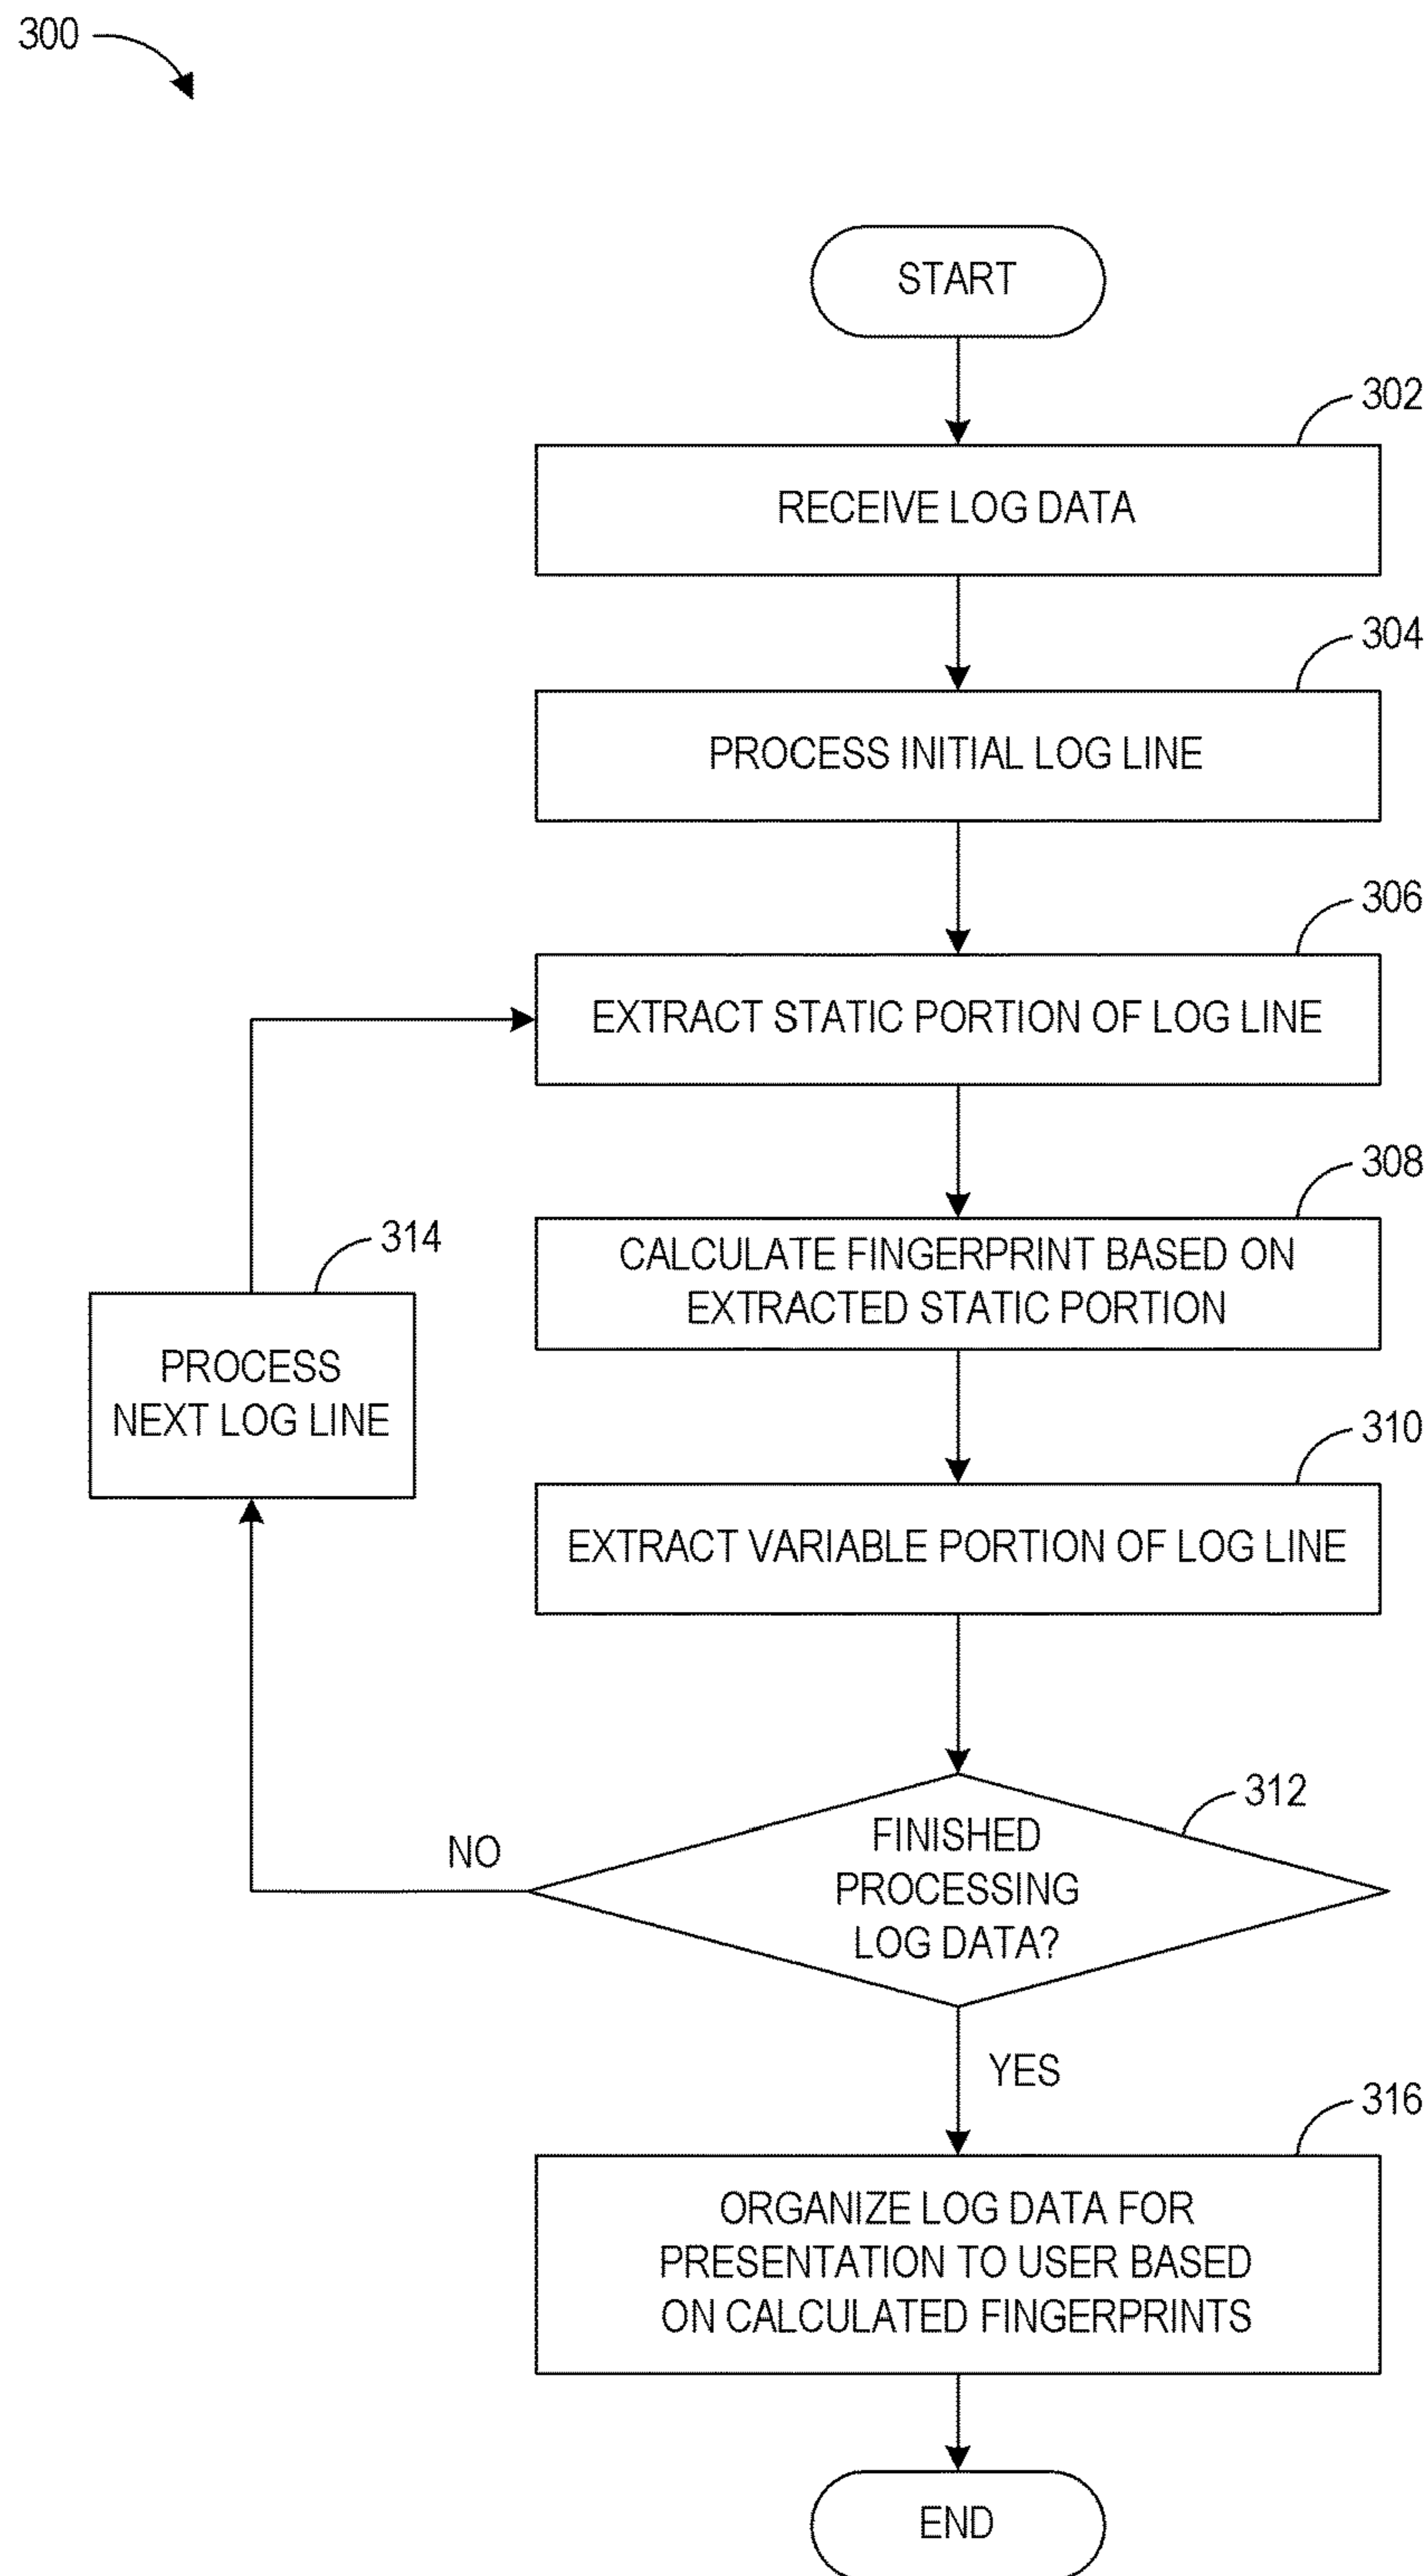 300
START
302
RECEIVE LOG DATA
304
PROCESS INITIAL LOG LINE
306
EXTRACT STATIC PORTION OF LOG LINE
308
CALCULATE FINGERPRINT BASED ON
EXTRACTED STATIC PORTION
314
PROCESS
NEXT LOG LINE
310
EXTRACT VARIABLE PORTION OF LOG LINE
312
FINISHED
PROCESSING
LOG DATA?
NO
YES
316
ORGANIZE LOG DATA FOR
PRESENTATION TO USER BASED
ON CALCULATED FINGERPRINTS
END